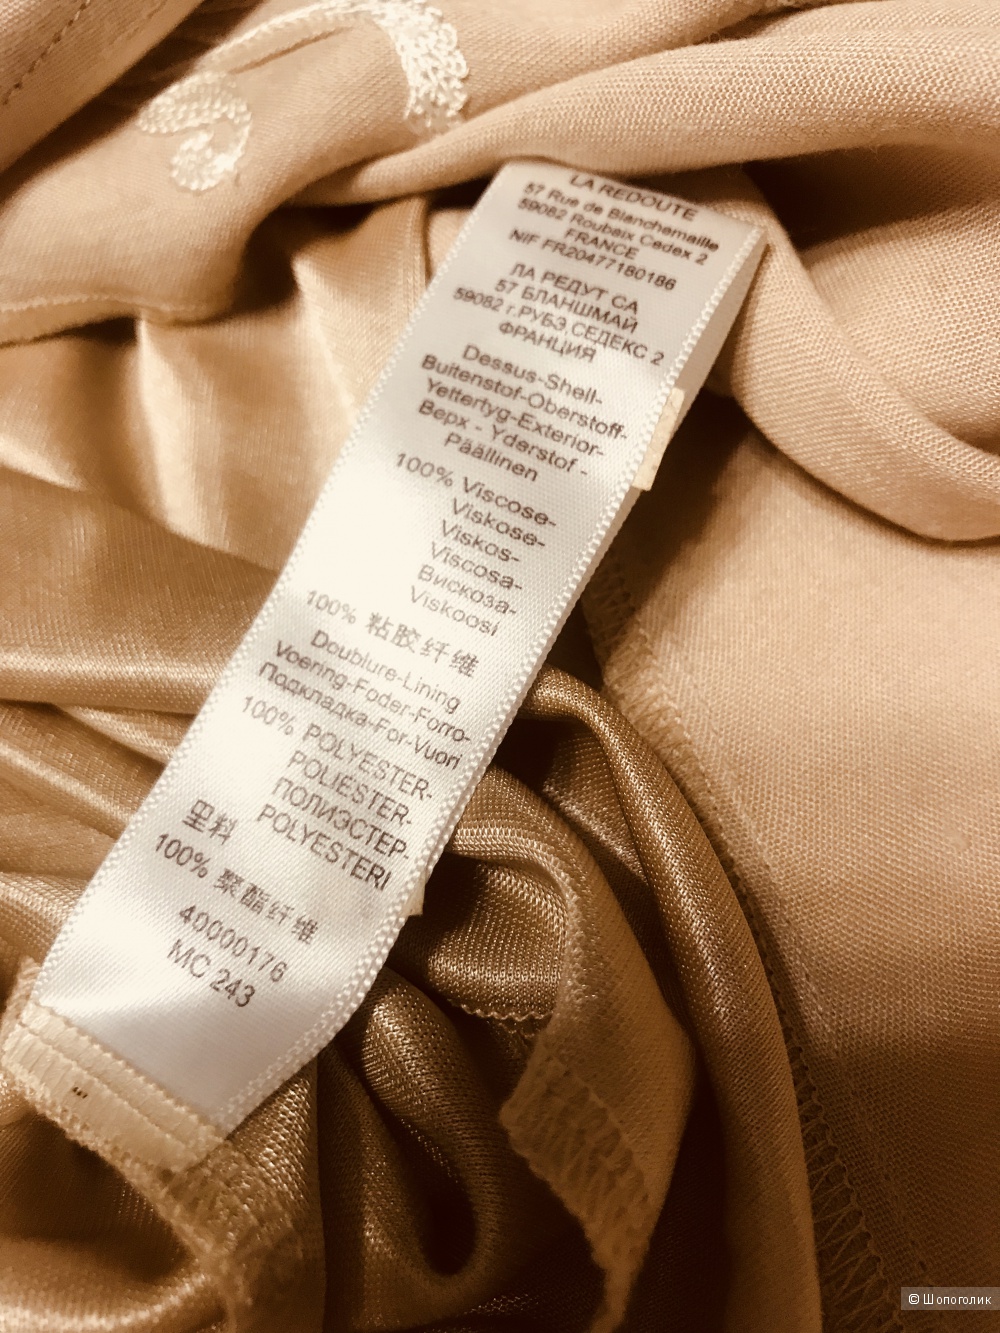 LA REDOUTE
57 Rue de Blanchemaille
59082 Roubaix Cedex 2
FRANCE
NIF FR20477180186
ЛА РЕДУТ СА
57 БЛАНШМАЙ
59082 г.РУБЭ СЕДЕКС 2
ФРАНЦИЯ
Dessus-Shell-
Buitenstof-Oberstoff-
Yettertyg-Exterior-
Верх - Yderstof -
Päällinen
100% Viscose-
Viskose-
Viskos-
Viscosa-
Вискоза-
Viskoosi
100% 粘胶纤维
Doublure-Lining
Voering-Foder-Forro-
Подкладка-For-Vuori
100% POLYESTER-
POLIESTER-
ПОЛИЭСТЕР-
POLYESTERI
里料
100% 聚酯纤维
40000176
MC 243
© Шопоголик